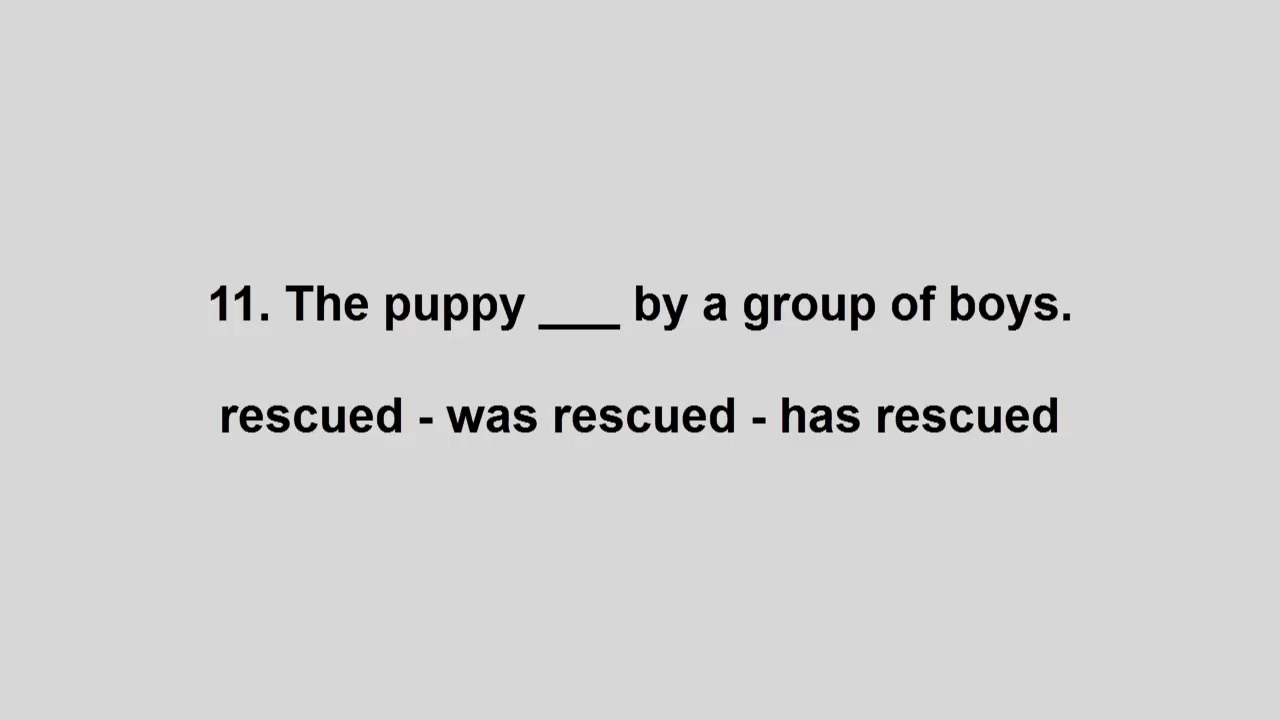 11. The puppy ___ by a group of boys.
rescued - was rescued - has rescued